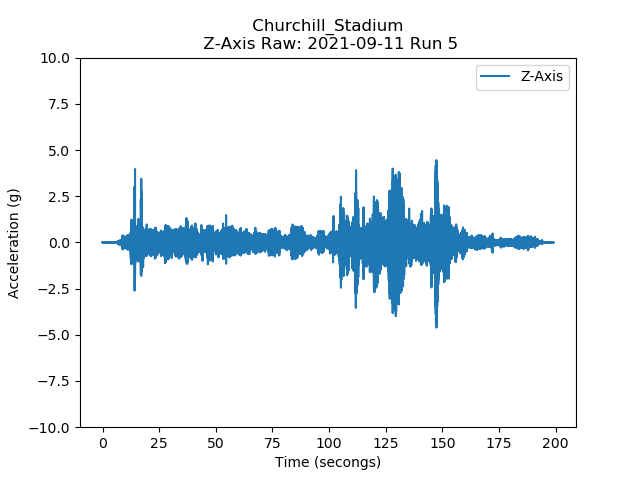 Churchill_Stadium
Z-Axis Raw: 2021-09-11 Run 5
Z-Axis
10.0
7.5
5.0
2.5
0.0
−2.5
−5.0
−7.5
−10.0
Acceleration (g)
0 25 50 75 100 125 150 175 200
Time (secongs)